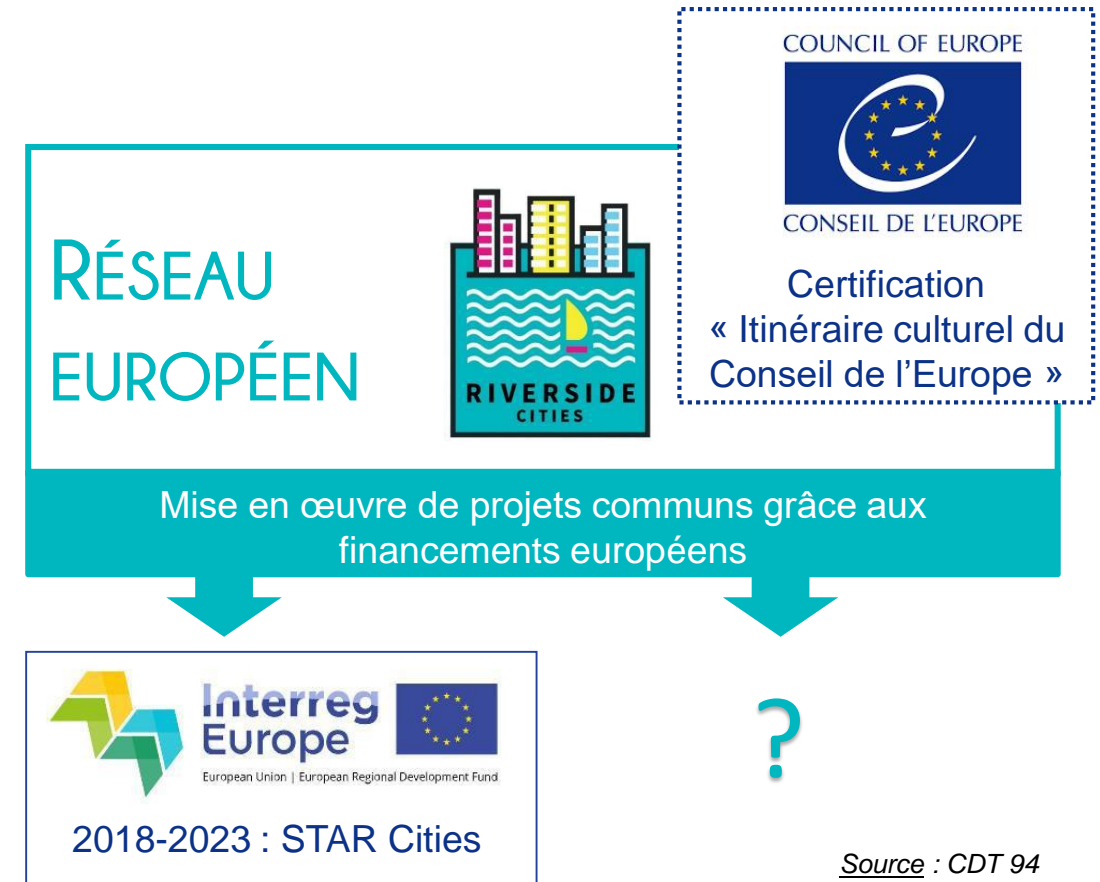 COUNCIL OF EUROPE
CONSEIL DE L'EUROPE
Certification
« Itinéraire culturel du
Conseil de l’Europe »
RÉSEAU
EUROPÉEN
RIVERSIDE
CITIES
Mise en œuvre de projets communs grâce aux
financements européens
Interreg
Europe
European Union | European Regional Development Fund
2018-2023 : STAR Cities
?
Source : CDT 94